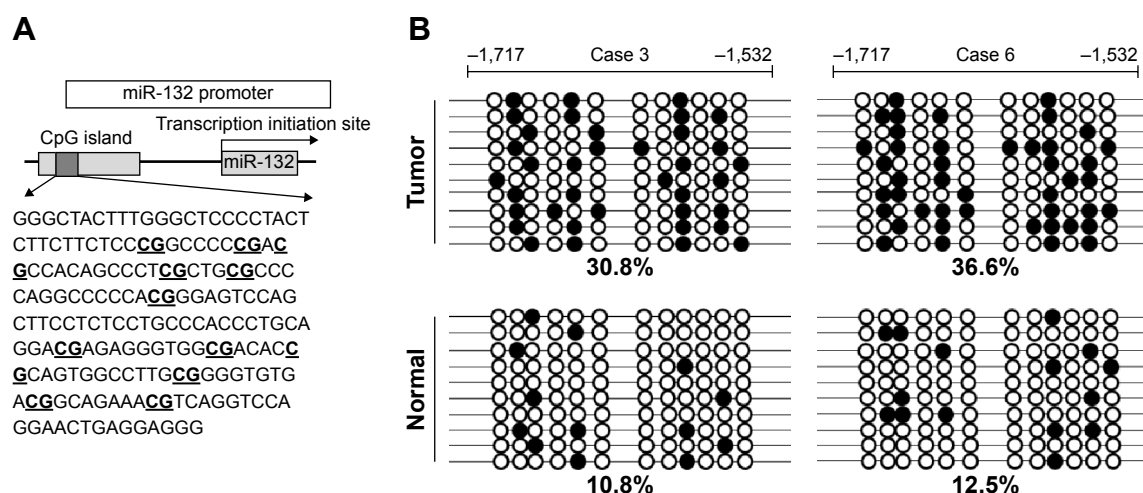 A
miR-132 promoter
Transcription initiation site
CpG island
miR-132
GGGCTACTTTGGGCTCCCCTACT
CTTCTTCTCCCGGCCCCCGAC
GCCACAGCCCTCGCTGCGCCC
CAGGCCCCCACGGGAGTCCAG
CTTCCTCTCCTGCCCACCCTGCA
GGACGAGAGGGTGGCGACACC
GCAGTGGCCTTGCGGGGTGTG
ACGGCAGAAACGTCAGGTCCA
GGAACTGAGGAGGG
B
–1,717 Case 3 –1,532
–1,717 Case 6 –1,532
Tumor
30.8%
36.6%
Normal
10.8%
12.5%